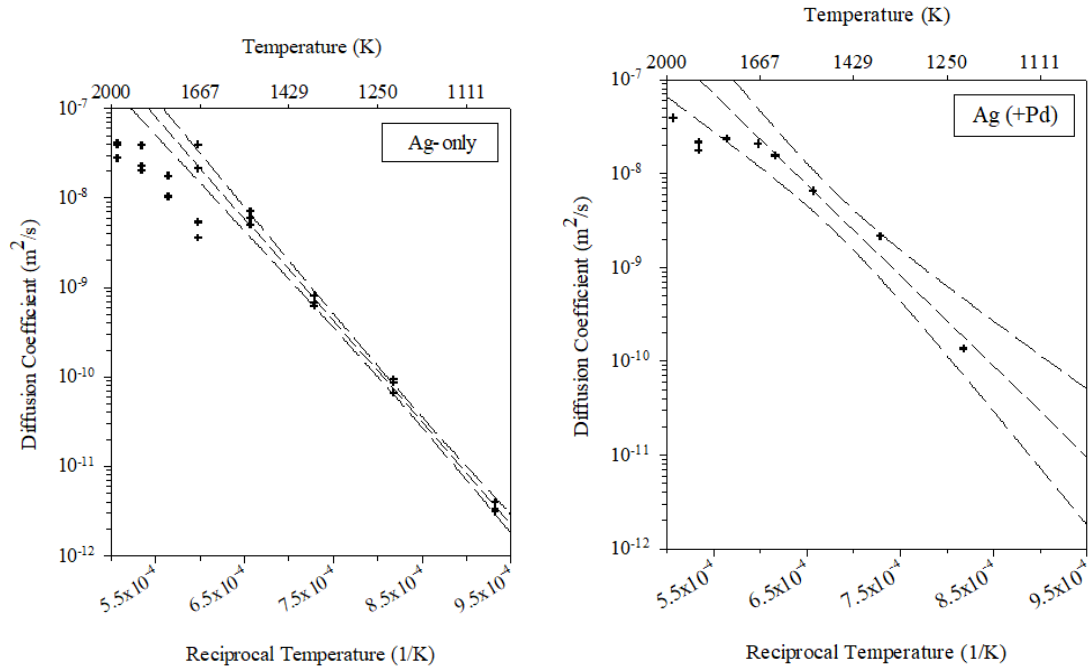 Temperature (K)
2000 1667 1429 1250 1111
10⁻⁷
10⁻⁸
10⁻⁹
10⁻¹⁰
10⁻¹¹
10⁻¹²
Diffusion Coefficient (m²/s)
Ag-only
5.5x10⁻⁴ 6.5x10⁻⁴ 7.5x10⁻⁴ 8.5x10⁻⁴ 9.5x10⁻⁴
Reciprocal Temperature (1/K)
Temperature (K)
2000 1667 1429 1250 1111
10⁻⁷
10⁻⁸
10⁻⁹
10⁻¹⁰
10⁻¹¹
10⁻¹²
Diffusion Coefficient (m²/s)
Ag (+Pd)
5.5x10⁻⁴ 6.5x10⁻⁴ 7.5x10⁻⁴ 8.5x10⁻⁴ 9.5x10⁻⁴
Reciprocal Temperature (1/K)